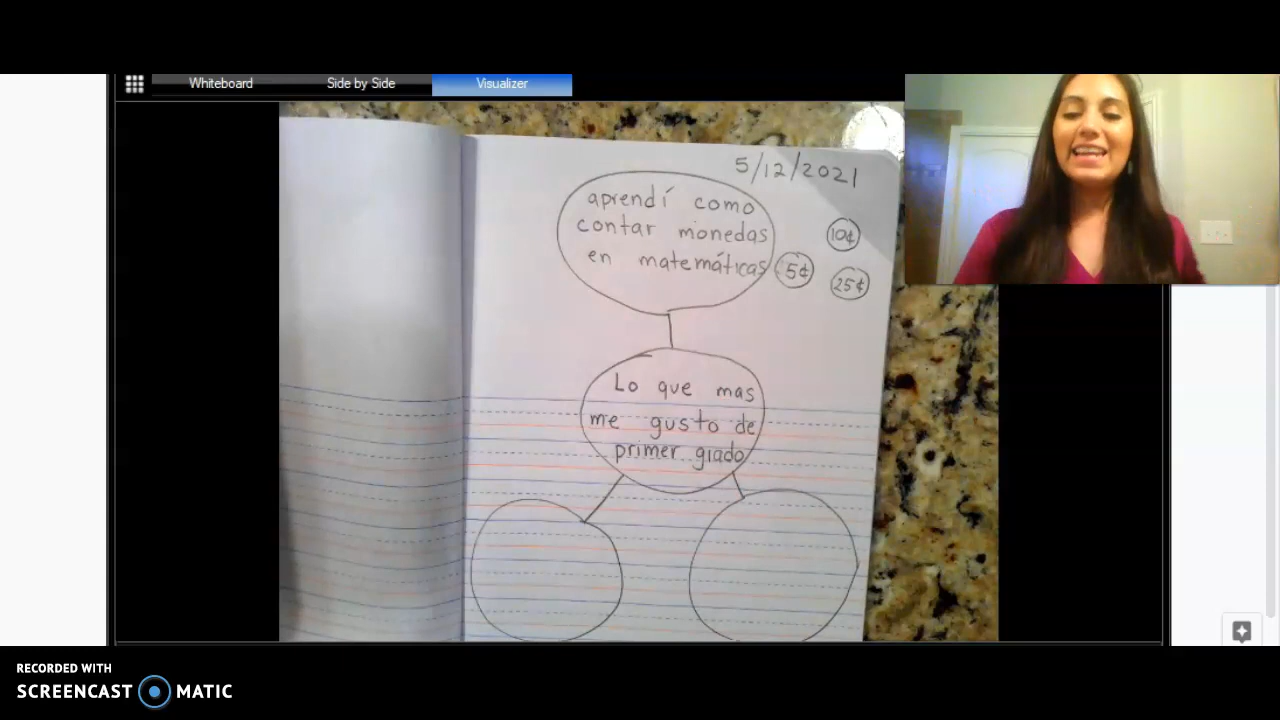 Whiteboard Side by Side Visualizer
5/12/2021
aprendí como
contar monedas
en matemáticas
10¢
5¢
25¢
Lo que mas
me gusto de
primer grado
RECORDED WITH
SCREENCAST MATIC